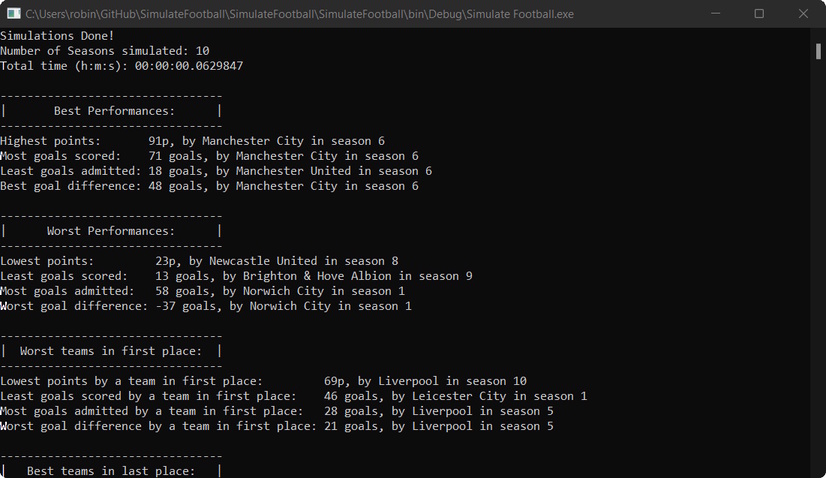 C:\Users\robin\GitHub\SimulateFootball\SimulateFootball\SimulateFootball\bin\Debug\Simulate Football.exe
Simulations Done!
Number of Seasons simulated: 10
Total time (h:m:s): 00:00:00.0629847
---------------------------------
|       Best Performances:      |
---------------------------------
Highest points:       91p, by Manchester City in season 6
Most goals scored:    71 goals, by Manchester City in season 6
Least goals admitted: 18 goals, by Manchester United in season 6
Best goal difference: 48 goals, by Manchester City in season 6
---------------------------------
|      Worst Performances:      |
---------------------------------
Lowest points:         23p, by Newcastle United in season 8
Least goals scored:    13 goals, by Brighton & Hove Albion in season 9
Most goals admitted:   58 goals, by Norwich City in season 1
Worst goal difference: -37 goals, by Norwich City in season 1
---------------------------------
|  Worst teams in first place:  |
---------------------------------
Lowest points by a team in first place:         69p, by Liverpool in season 10
Least goals scored by a team in first place:    46 goals, by Leicester City in season 1
Most goals admitted by a team in first place:   28 goals, by Liverpool in season 5
Worst goal difference by a team in first place: 21 goals, by Liverpool in season 5
---------------------------------
|   Best teams in last place:   |